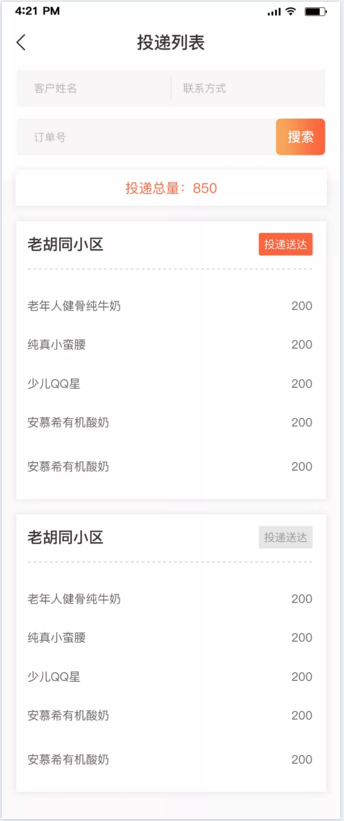 4:21 PM
投递列表
客户姓名 联系方式
订单号 搜索
投递总量：850
老胡同小区 投递送达
老年人健骨纯牛奶 200
纯真小蛮腰 200
少儿QQ星 200
安慕希有机酸奶 200
安慕希有机酸奶 200
老胡同小区 投递送达
老年人健骨纯牛奶 200
纯真小蛮腰 200
少儿QQ星 200
安慕希有机酸奶 200
安慕希有机酸奶 200